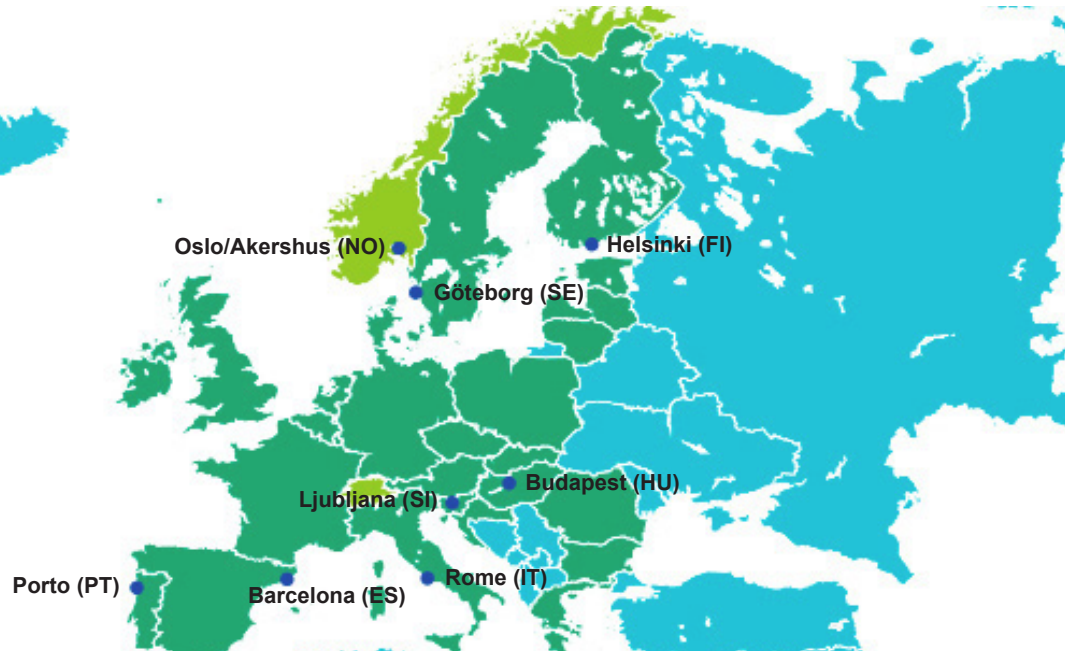 Oslo/Akershus (NO)
Helsinki (FI)
Göteborg (SE)
Budapest (HU)
Ljubljana (SI)
Rome (IT)
Porto (PT)
Barcelona (ES)